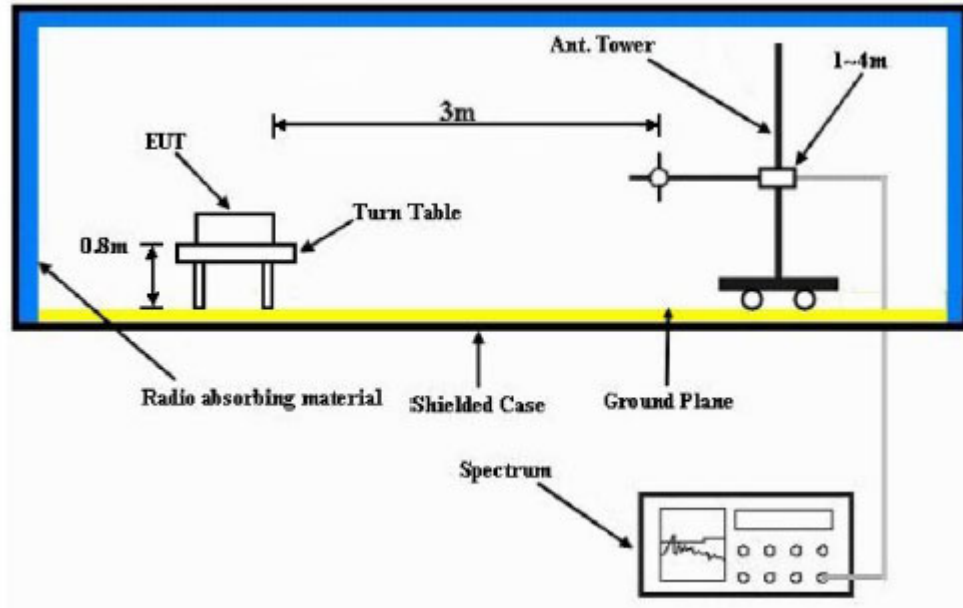 Ant. Tower
1~4m
3m
EUT
Turn Table
0.8m
Radio absorbing material
Shielded Case
Ground Plane
Spectrum